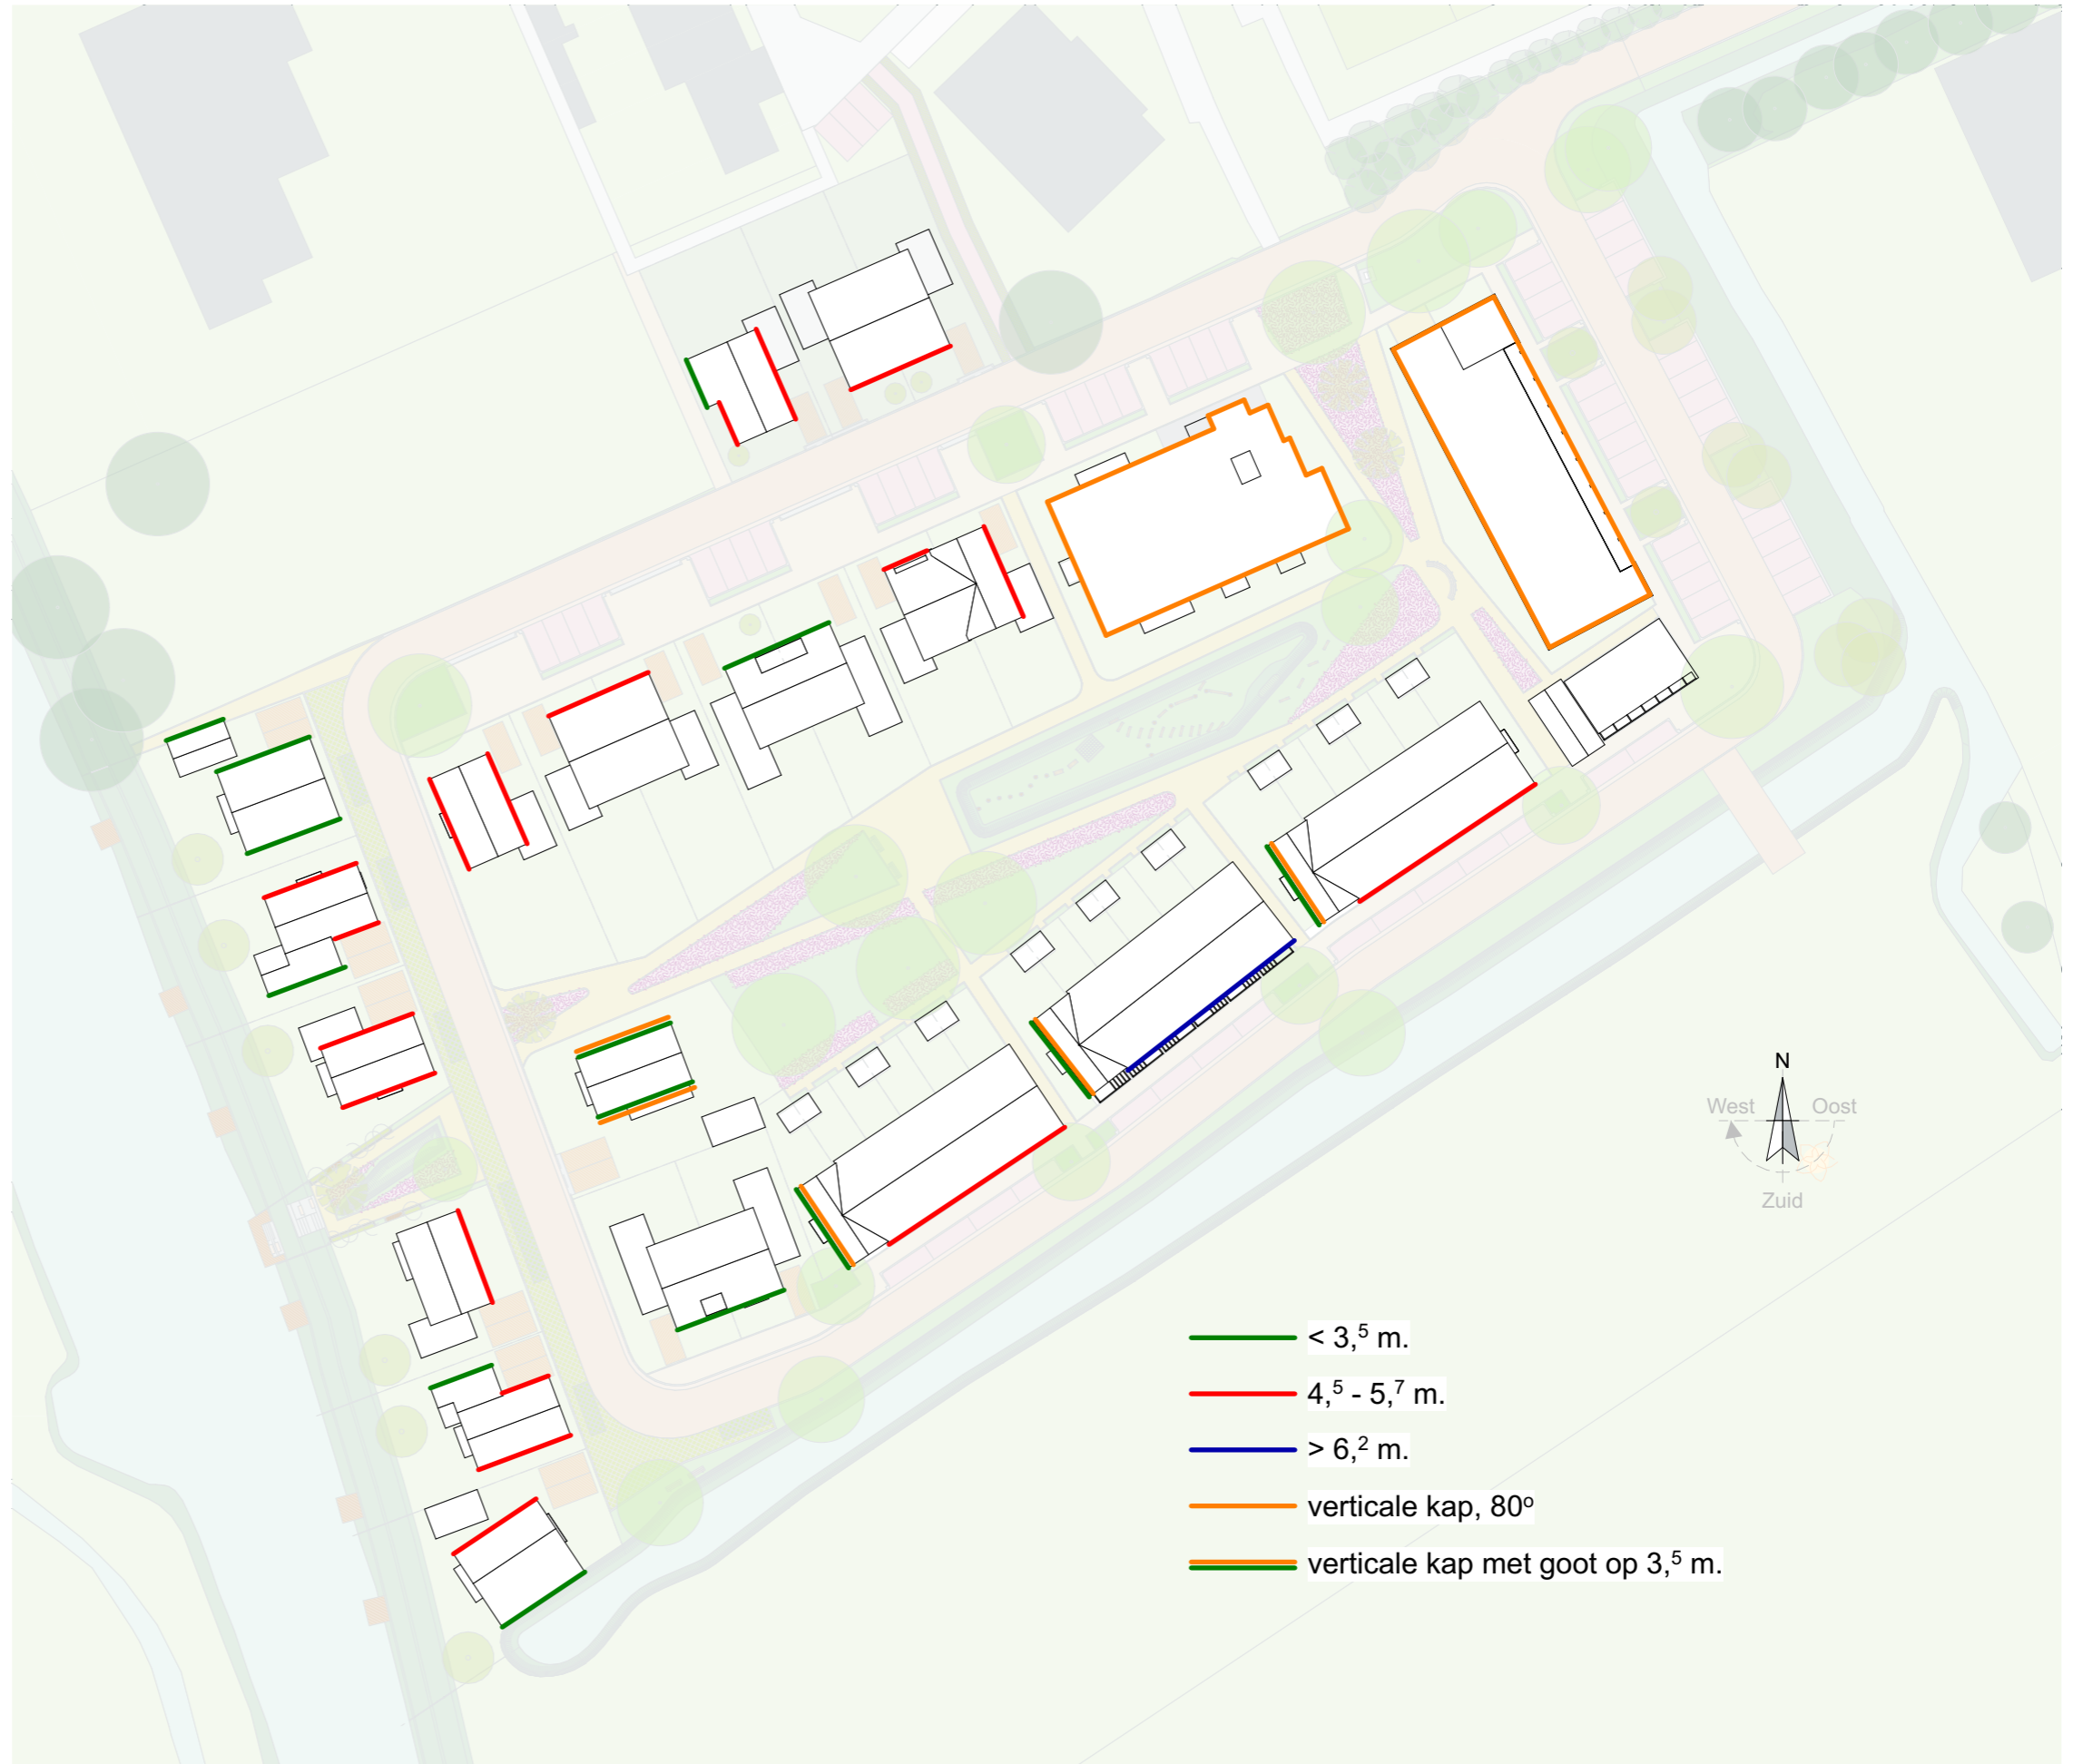 N
West Oost
Zuid
< 3,⁵ m.
4,⁵ - 5,⁷ m.
> 6,² m.
verticale kap, 80º
verticale kap met goot op 3,⁵ m.